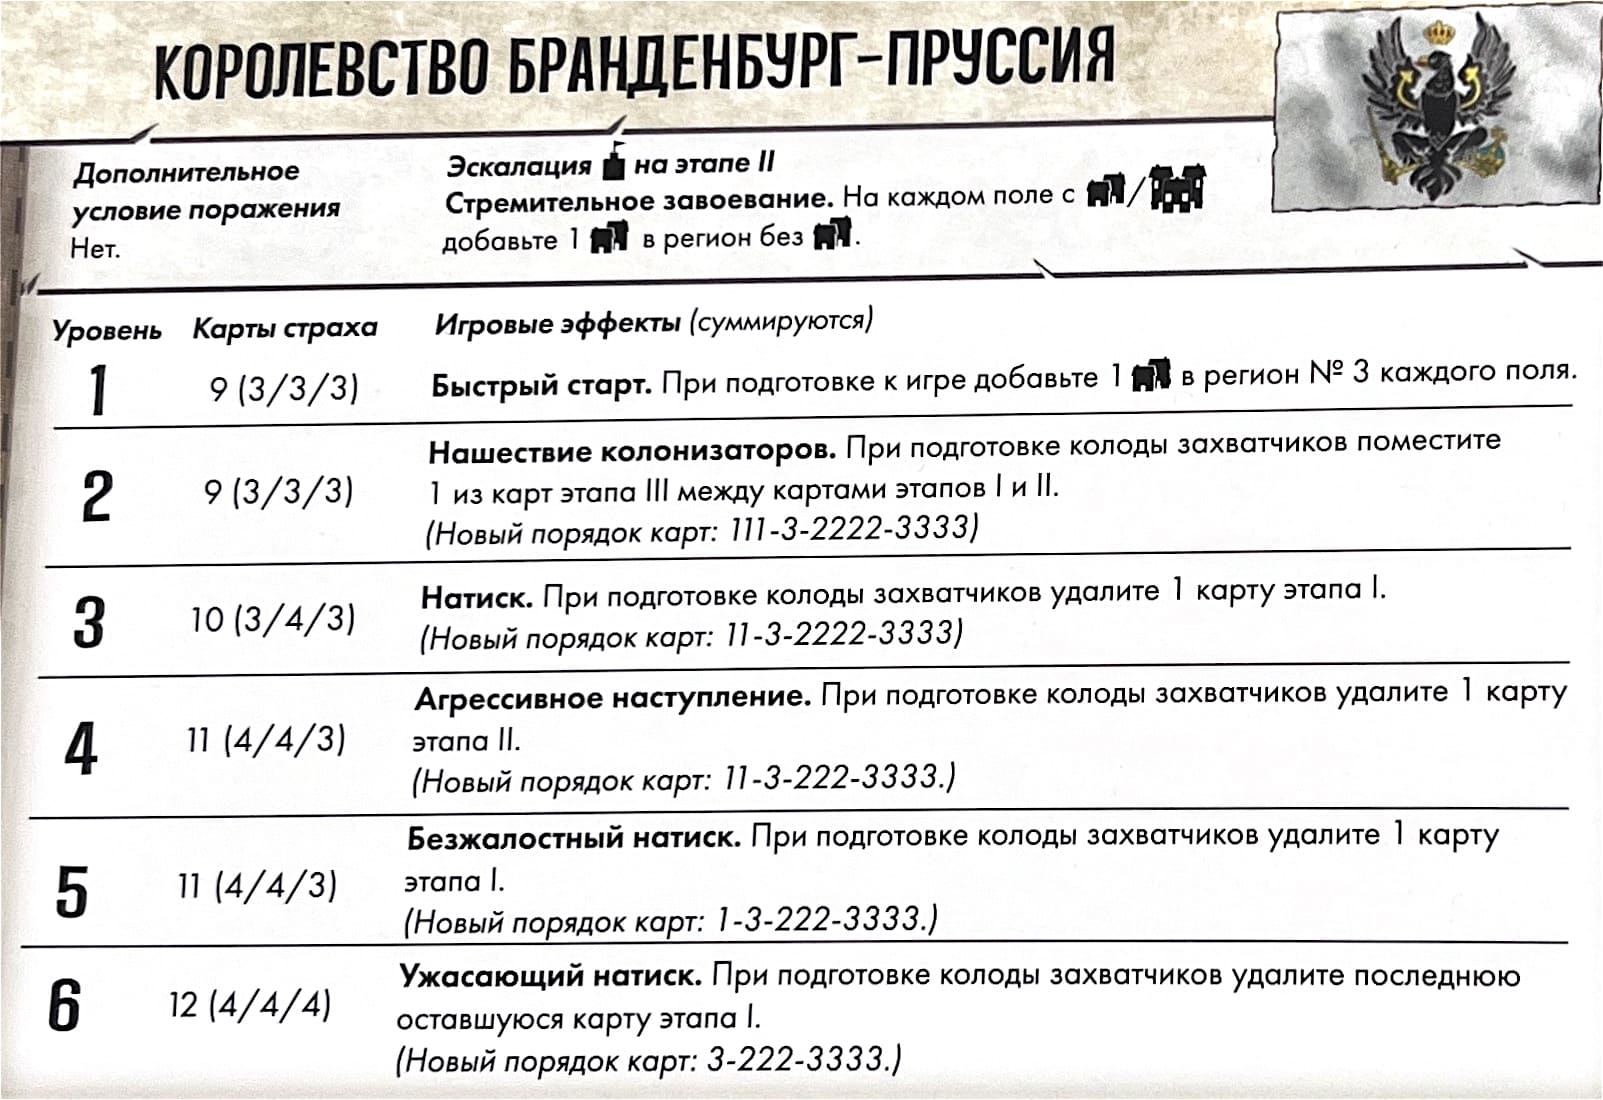 КОРОЛЕВСТВО БРАНДЕНБУРГ-ПРУССИЯ
Дополнительное
условие поражения
Нет.
Эскалация на этапе II
Стремительное завоевание. На каждом поле с /
добавьте 1 в регион без .
Уровень Карты страха Игровые эффекты (суммируются)
1 9 (3/3/3) Быстрый старт. При подготовке к игре добавьте 1 в регион № 3 каждого поля.
2 9 (3/3/3) Нашествие колонизаторов. При подготовке колоды захватчиков поместите
1 из карт этапа III между картами этапов I и II.
(Новый порядок карт: 111-3-2222-3333)
3 10 (3/4/3) Натиск. При подготовке колоды захватчиков удалите 1 карту этапа I.
(Новый порядок карт: 11-3-2222-3333)
4 11 (4/4/3) Агрессивное наступление. При подготовке колоды захватчиков удалите 1 карту
этапа II.
(Новый порядок карт: 11-3-222-3333.)
5 11 (4/4/3) Безжалостный натиск. При подготовке колоды захватчиков удалите 1 карту
этапа I.
(Новый порядок карт: 1-3-222-3333.)
6 12 (4/4/4) Ужасающий натиск. При подготовке колоды захватчиков удалите последнюю
оставшуюся карту этапа I.
(Новый порядок карт: 3-222-3333.)